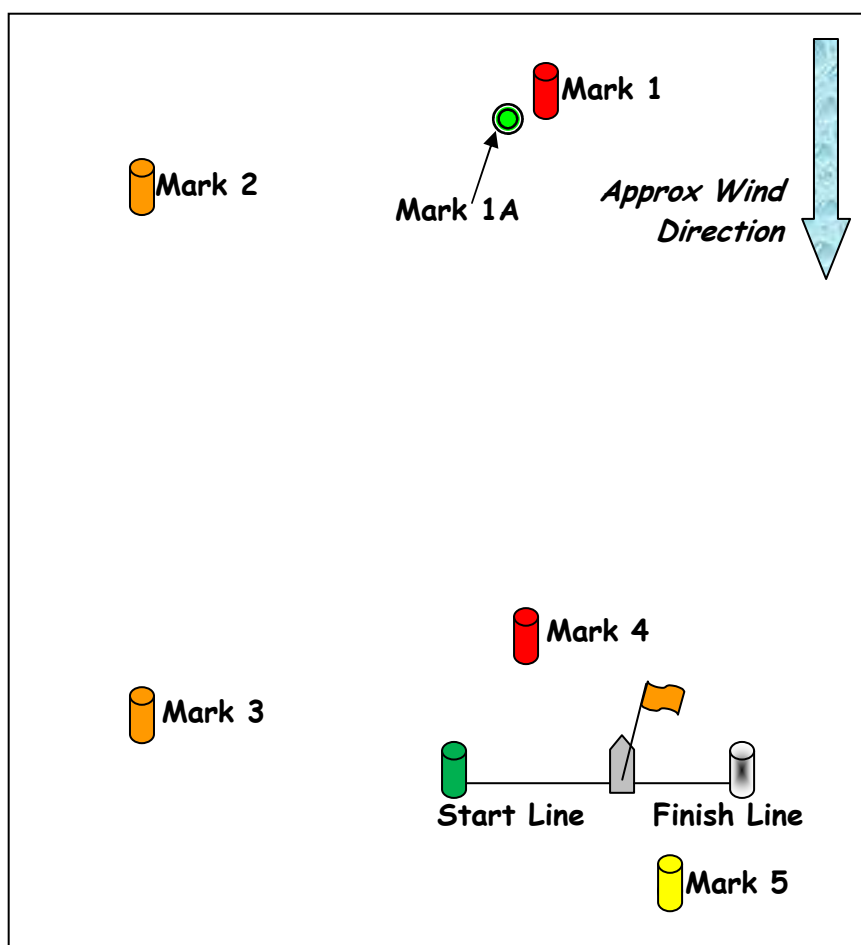 Mark 1
Mark 2
Mark 1A
Approx Wind
Direction
Mark 4
Mark 3
Start Line
Finish Line
Mark 5